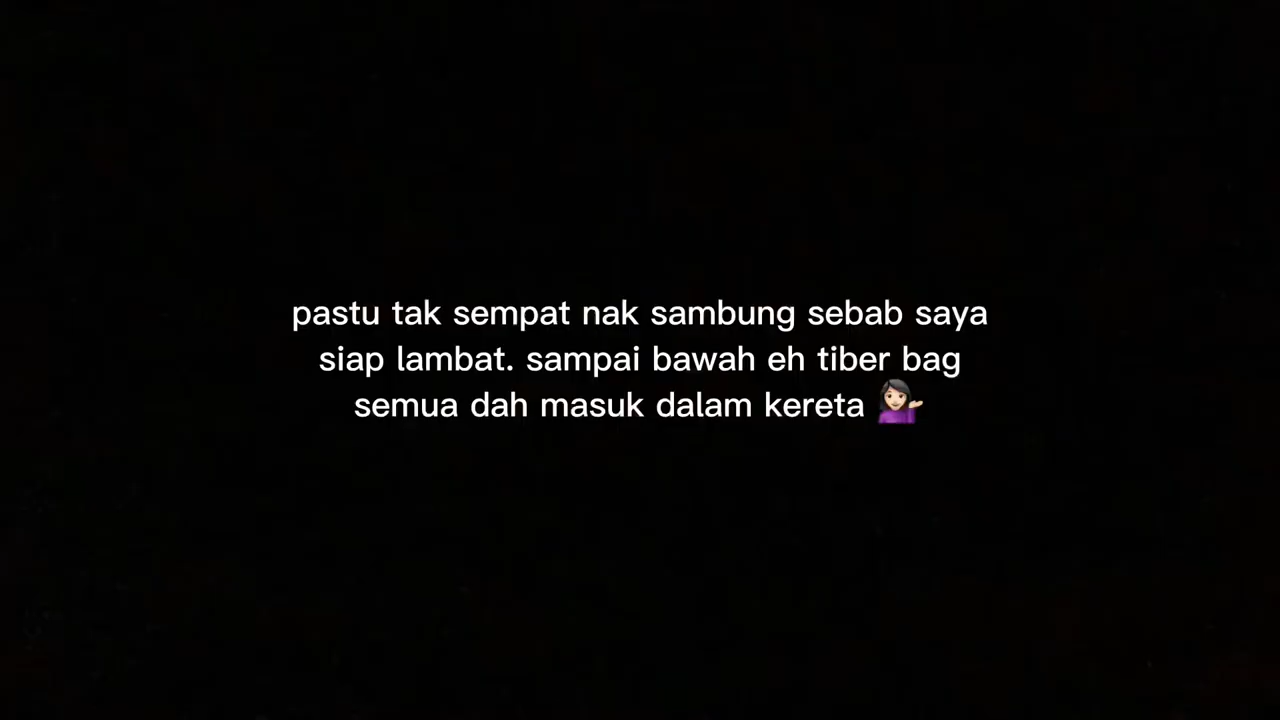 pastu tak sempat nak sambung sebab saya
siap lambat. sampai bawah eh tiber bag
semua dah masuk dalam kereta 💁🏻‍♀️